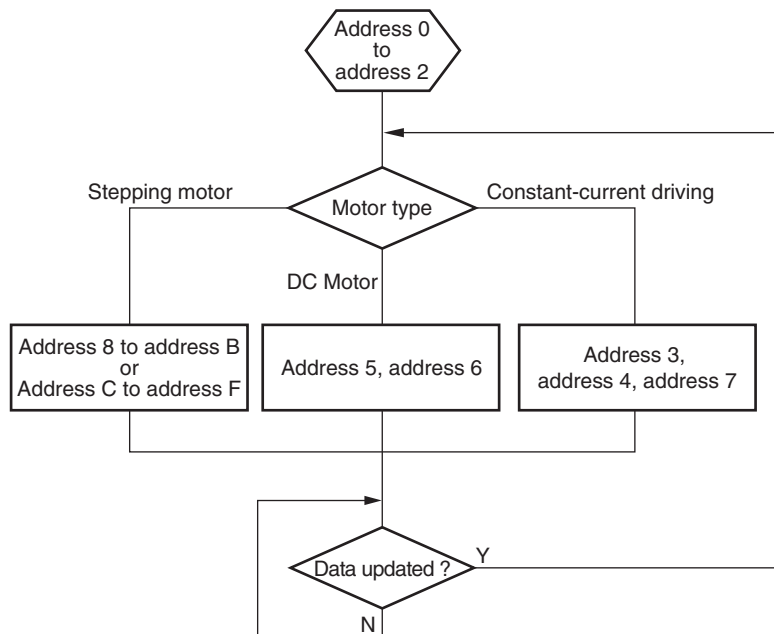 Address 0
to
address 2
Stepping motor
Motor type
Constant-current driving
DC Motor
Address 8 to address B
or
Address C to address F
Address 5, address 6
Address 3,
address 4, address 7
Data updated ?
Y
N